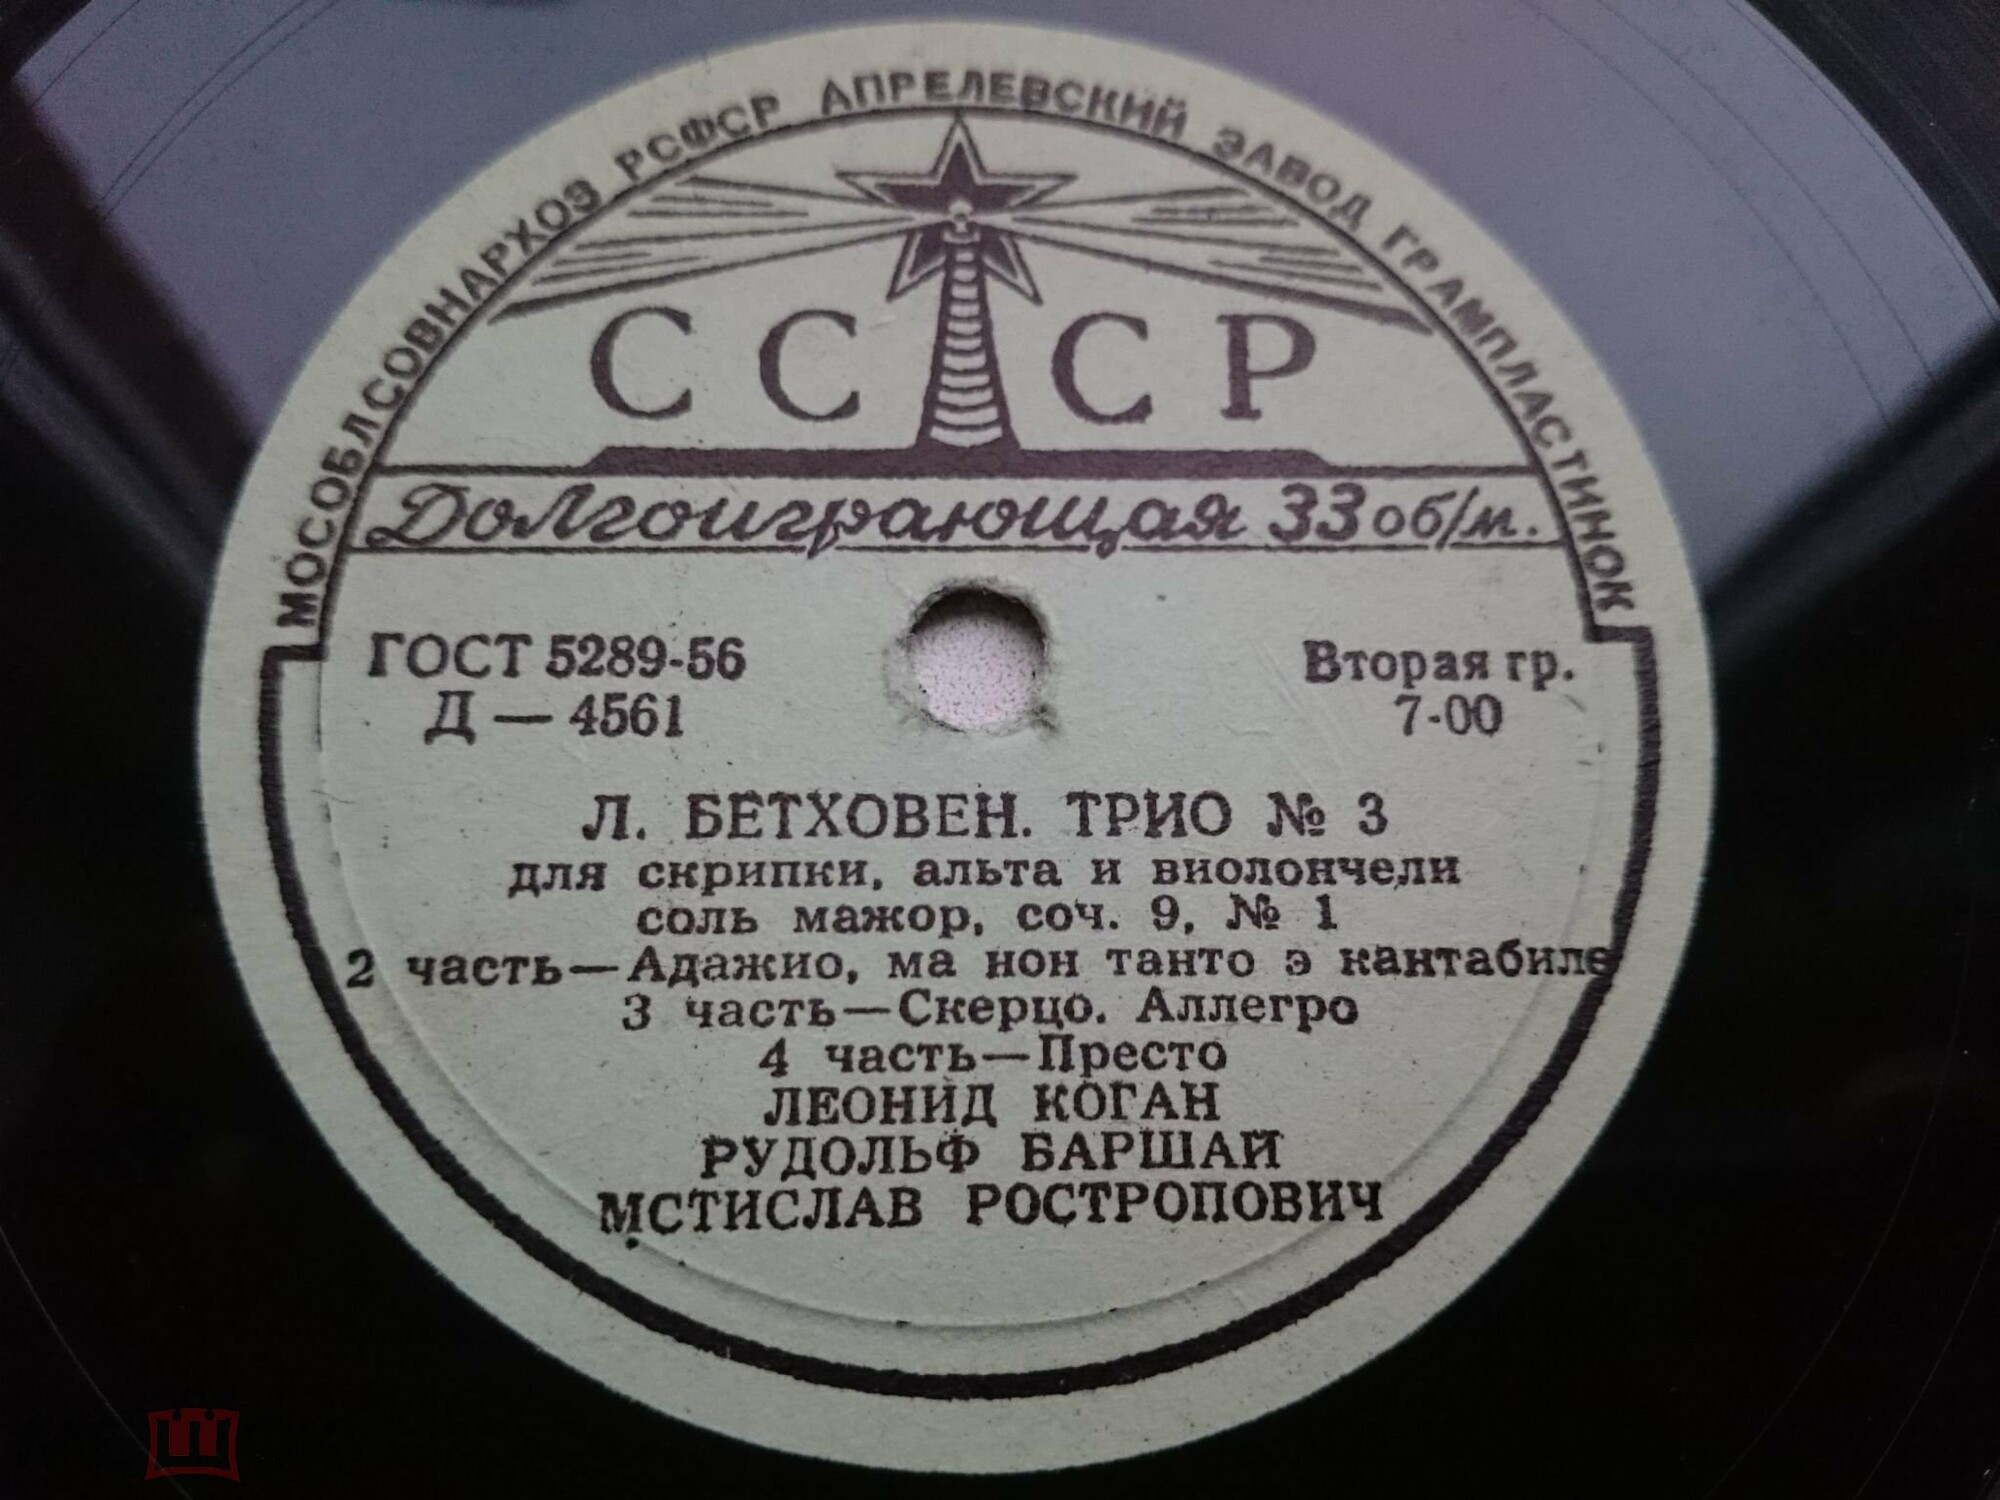 МОСОБЛСОВНАРХОЗ РСФСР АПРЕЛЕВСКИЙ ЗАВОД ГРАМПЛАСТИНОК
СССР
Долгоиграющая 33 об/м.
ГОСТ 5289-56
Д — 4561
Вторая гр.
7-00
Л. БЕТХОВЕН. ТРИО № 3
для скрипки, альта и виолончели
соль мажор, соч. 9, № 1
2 часть—Адажио, ма нон танто э кантабиле
3 часть—Скерцо. Аллегро
4 часть—Престо
ЛЕОНИД КОГАН
РУДОЛЬФ БАРШАЙ
МСТИСЛАВ РОСТРОПОВИЧ